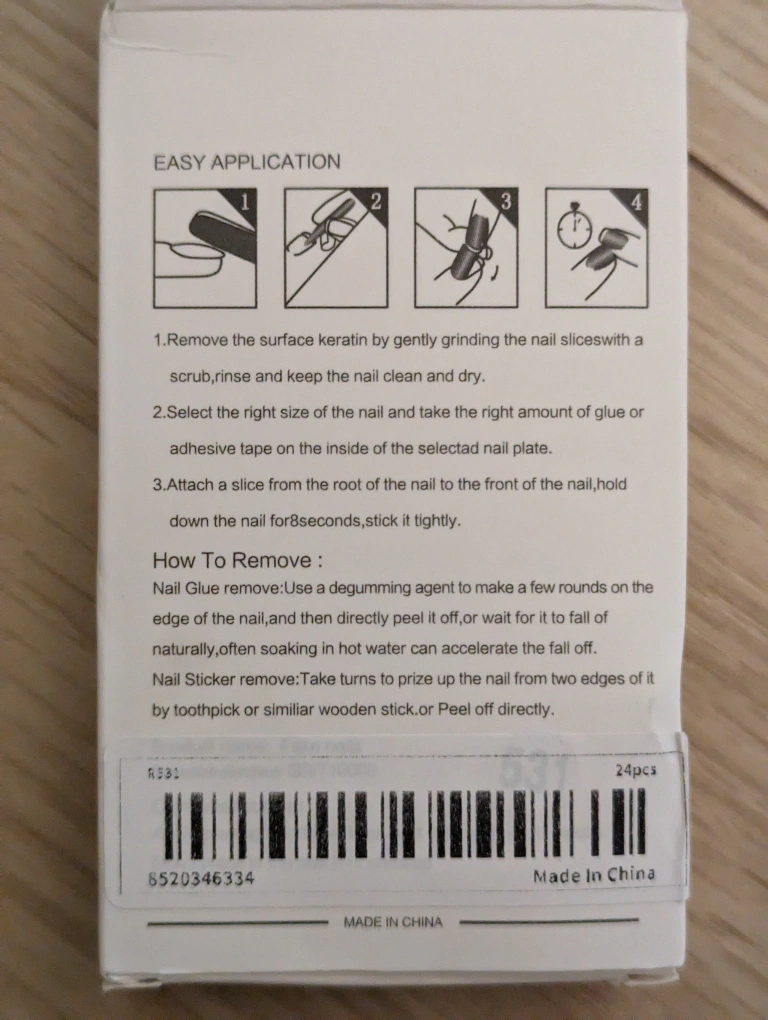 EASY APPLICATION
1 2 3 4
1.Remove the surface keratin by gently grinding the nail sliceswith a
scrub,rinse and keep the nail clean and dry.
2.Select the right size of the nail and take the right amount of glue or
adhesive tape on the inside of the selectad nail plate.
3.Attach a slice from the root of the nail to the front of the nail,hold
down the nail for8seconds,stick it tightly.
How To Remove :
Nail Glue remove:Use a degumming agent to make a few rounds on the
edge of the nail,and then directly peel it off,or wait for it to fall of
naturally,often soaking in hot water can accelerate the fall off.
Nail Sticker remove:Take turns to prize up the nail from two edges of it
by toothpick or similiar wooden stick.or Peel off directly.
R531 24pcs
8520346334 Made In China
MADE IN CHINA